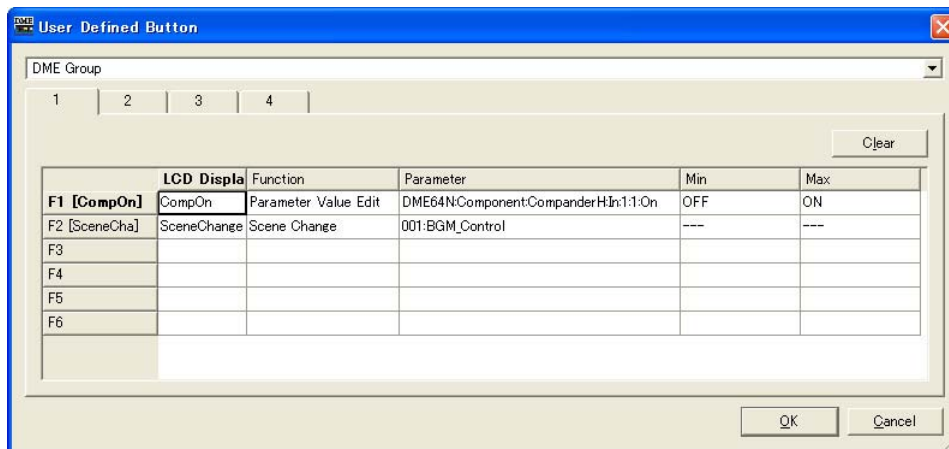 DME User Defined Button
DME Group
1 2 3 4
Clear
LCD Displa Function Parameter Min Max
F1 [CompOn] CompOn Parameter Value Edit DME64N:Component:CompanderH:In:1:1:On OFF ON
F2 [SceneCha] SceneChange Scene Change 001:BGM_Control --- ---
F3
F4
F5
F6
OK Cancel